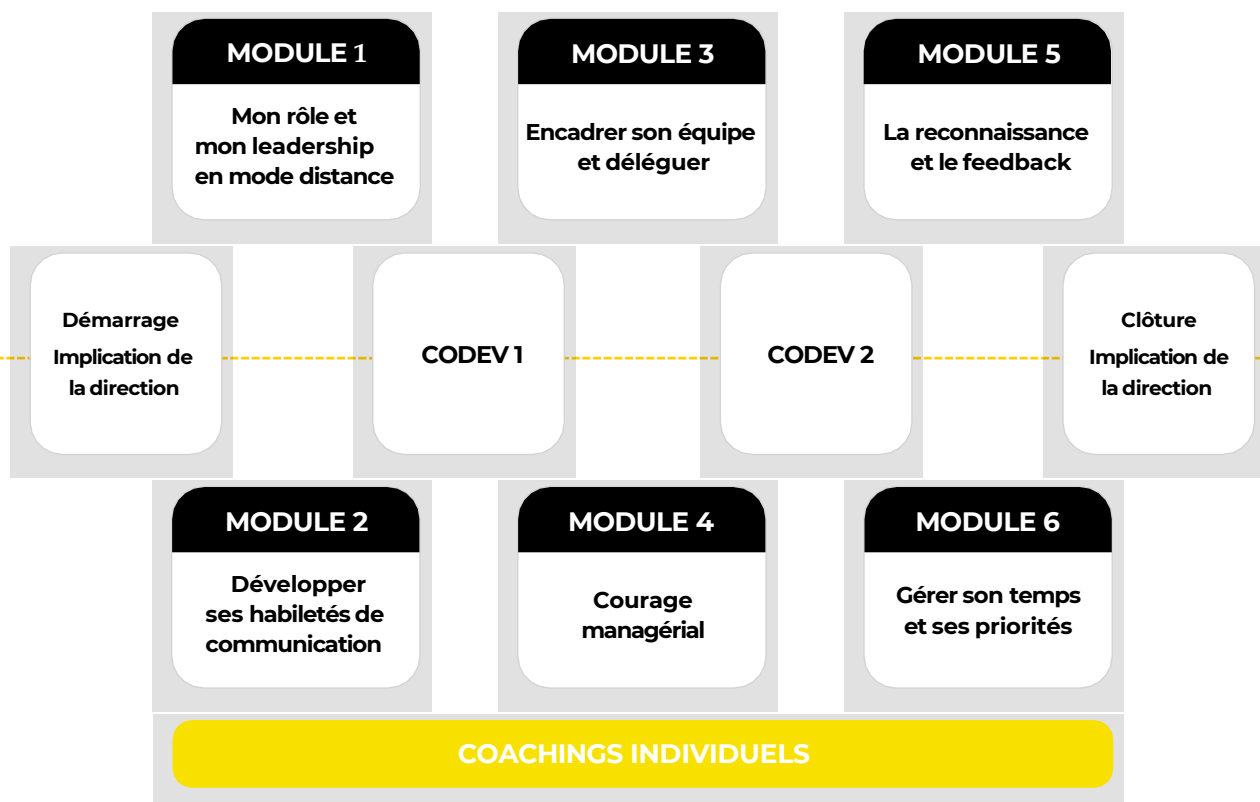 MODULE 1
Mon rôle et
mon leadership
en mode distance
MODULE 3
Encadrer son équipe
et déléguer
MODULE 5
La reconnaissance
et le feedback
Démarrage
Implication de
la direction
CODEV 1
CODEV 2
Clôture
Implication de
la direction
MODULE 2
Développer
ses habiletés de
communication
MODULE 4
Courage
managérial
MODULE 6
Gérer son temps
et ses priorités
COACHINGS INDIVIDUELS